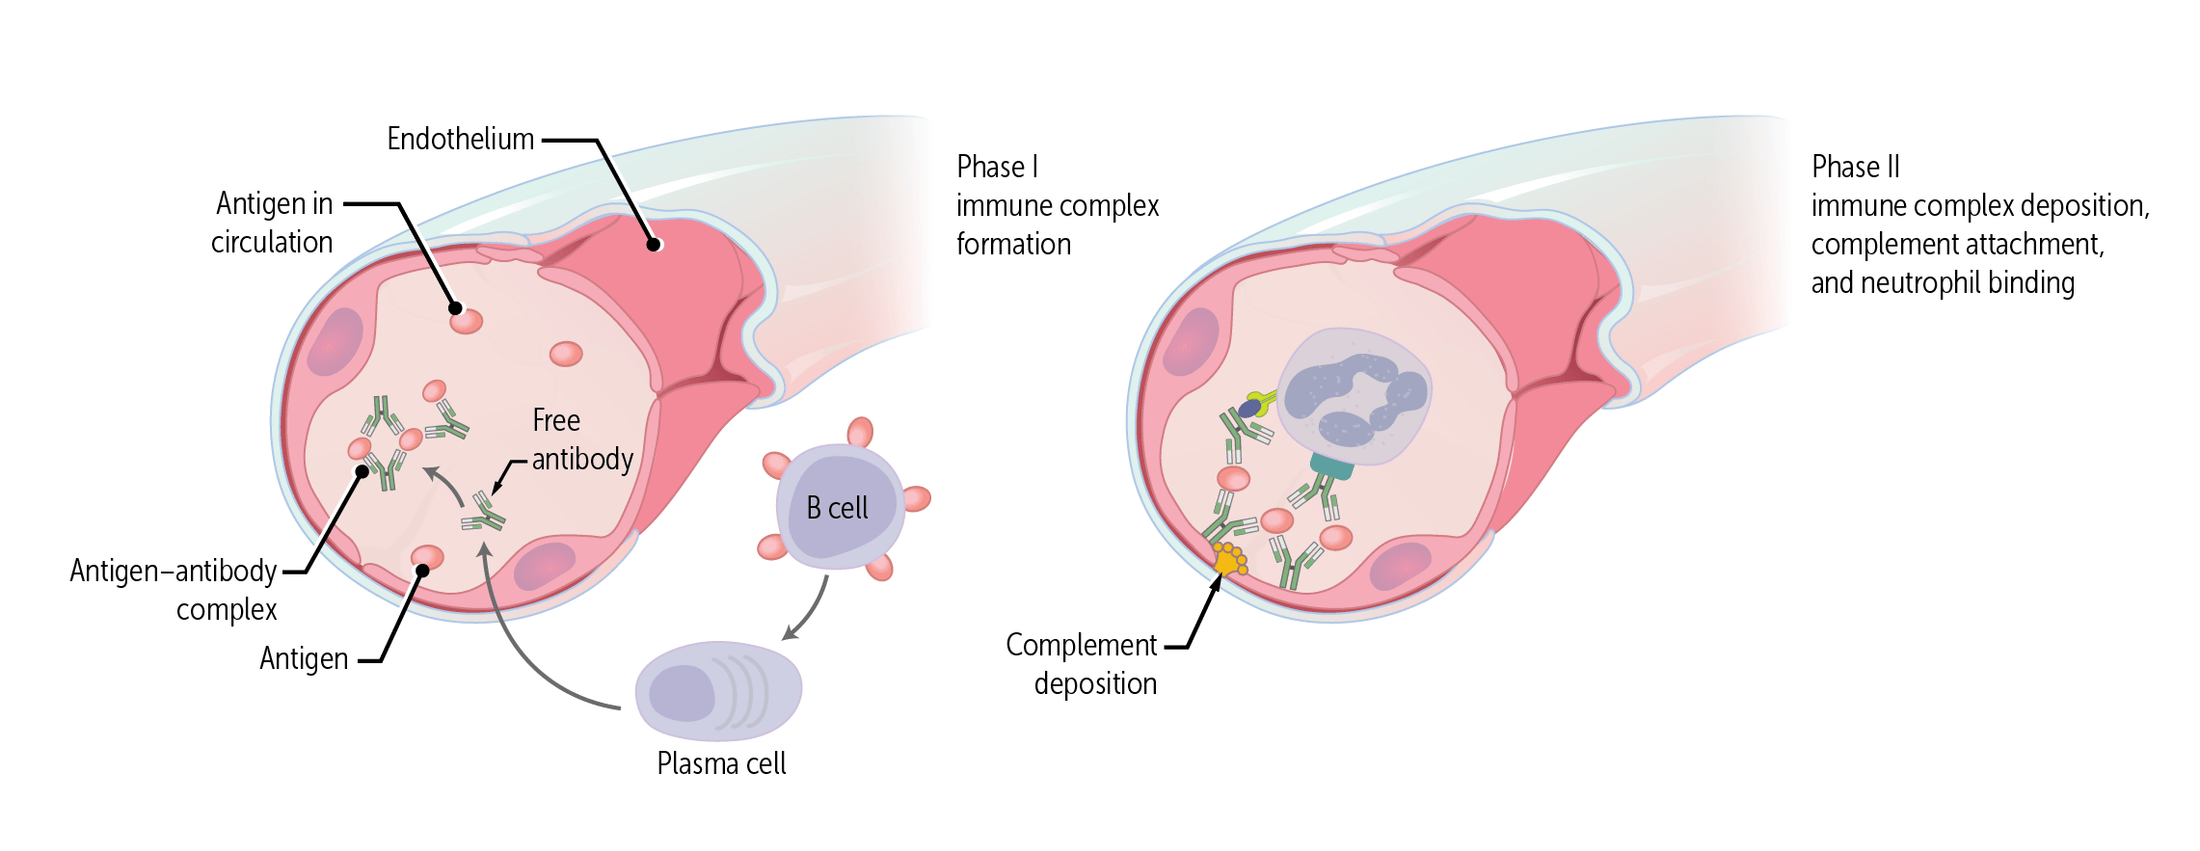 Endothelium
Antigen in
circulation
Phase I
immune complex
formation
Free
antibody
B cell
Antigen–antibody
complex
Antigen
Plasma cell
Phase II
immune complex deposition,
complement attachment,
and neutrophil binding
Complement
deposition